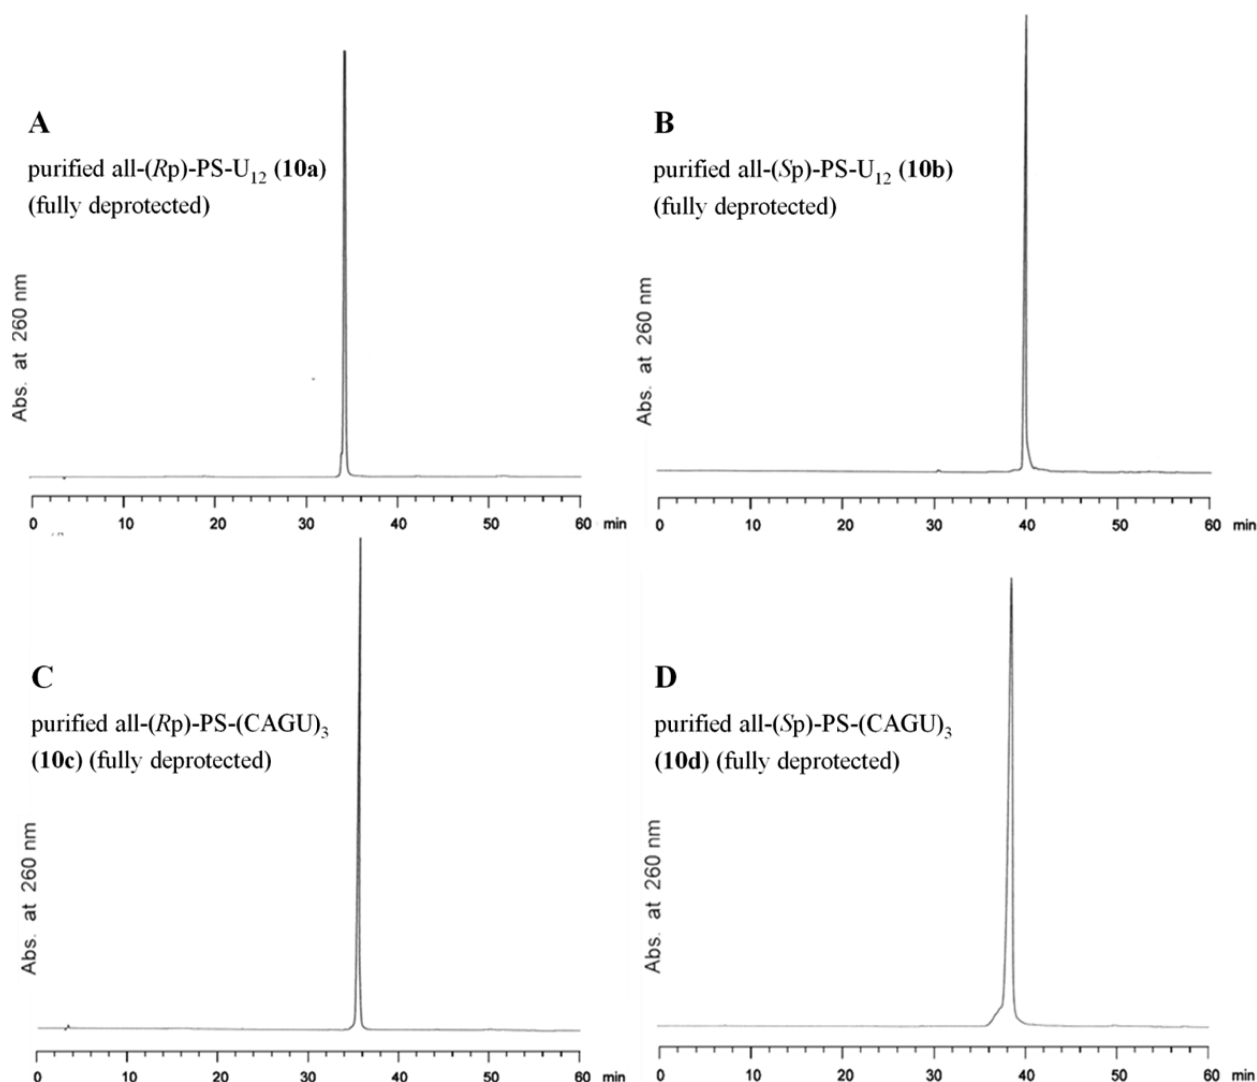 A
purified all-(Rp)-PS-U12 (10a)
(fully deprotected)
Abs. at 260 nm
0 10 20 30 40 50 60 min
B
purified all-(Sp)-PS-U12 (10b)
(fully deprotected)
Abs. at 260 nm
0 10 20 30 40 50 60 min
C
purified all-(Rp)-PS-(CAGU)3
(10c) (fully deprotected)
Abs. at 260 nm
0 10 20 30 40 50 60 min
D
purified all-(Sp)-PS-(CAGU)3
(10d) (fully deprotected)
Abs. at 260 nm
0 10 20 30 40 50 60 min